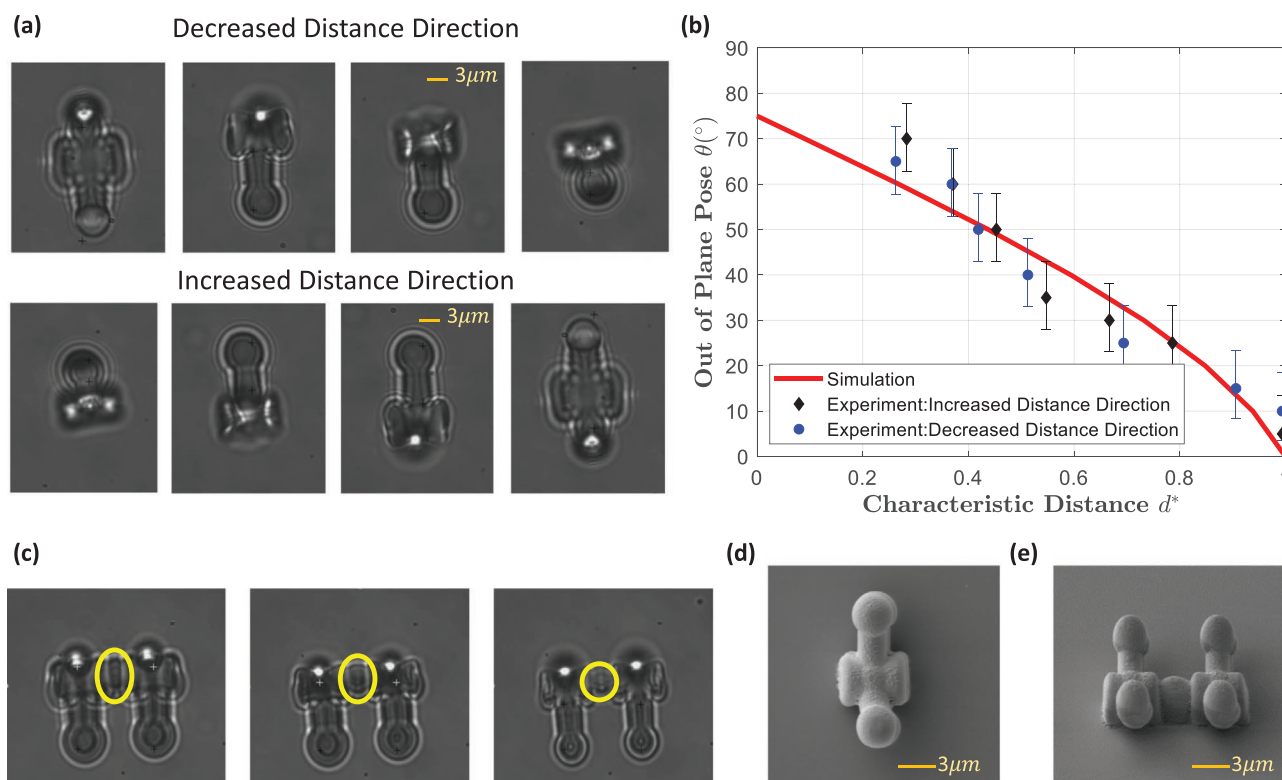 (a)
Decreased Distance Direction
3μm
Increased Distance Direction
3μm
(b)
90
80
70
60
50
40
30
20
10
0
Out of Plane Pose θ(°)
Simulation
Experiment:Increased Distance Direction
Experiment:Decreased Distance Direction
0 0.2 0.4 0.6 0.8
Characteristic Distance d*
(c)
(d)
3μm
(e)
3μm